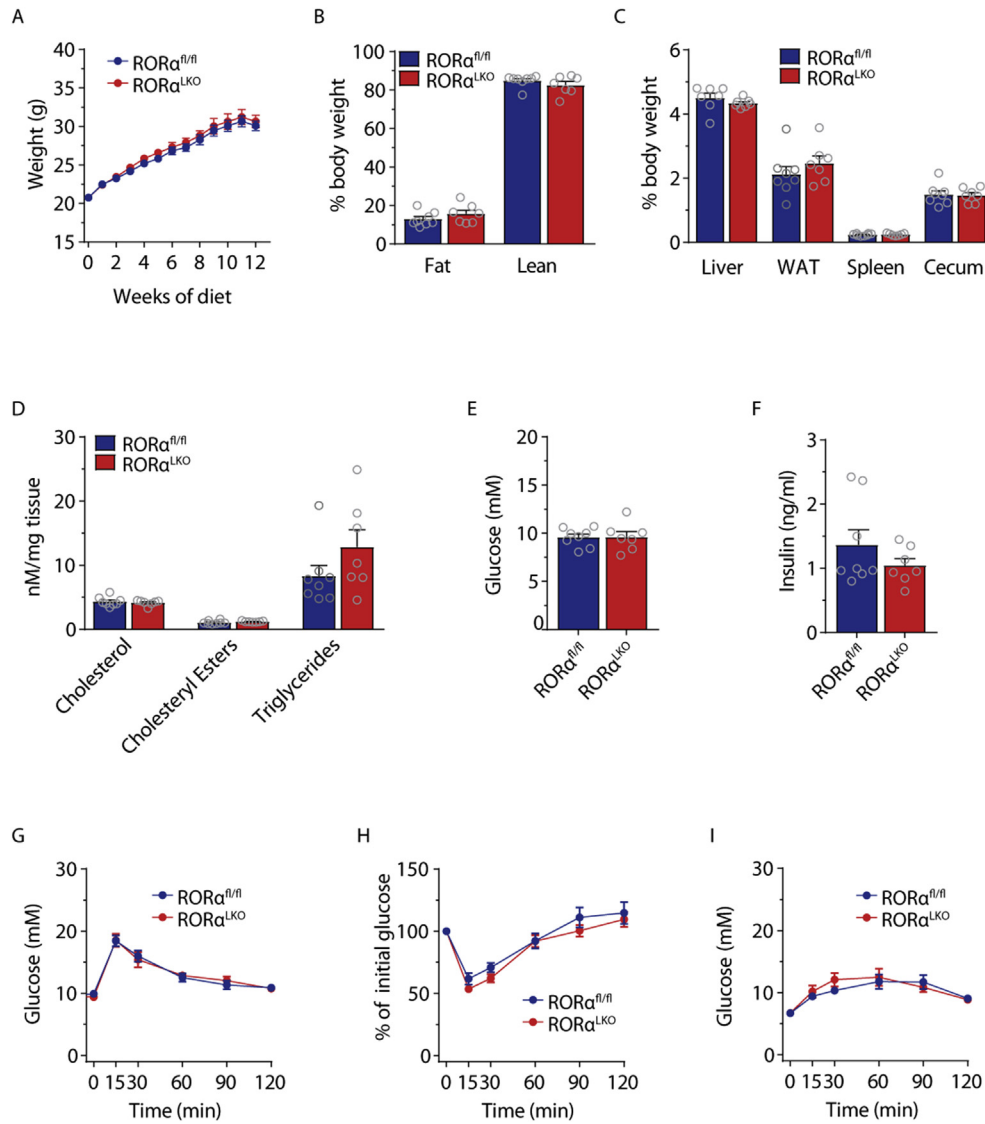 A
RORα^fl/fl
RORα^LKO
Weight (g)
40
35
30
25
20
15
0 2 4 6 8 10 12
Weeks of diet
B
RORα^fl/fl
RORα^LKO
% body weight
100
80
60
40
20
0
Fat Lean
C
RORα^fl/fl
RORα^LKO
% body weight
6
4
2
0
Liver WAT Spleen Cecum
D
RORα^fl/fl
RORα^LKO
nM/mg tissue
30
20
10
0
Cholesterol
Cholesteryl Esters
Triglycerides
E
Glucose (mM)
20
15
10
5
0
RORα^fl/fl
RORα^LKO
F
Insulin (ng/ml)
3
2
1
0
RORα^fl/fl
RORα^LKO
G
RORα^fl/fl
RORα^LKO
Glucose (mM)
30
20
10
0
0 15 30 60 90 120
Time (min)
H
% of initial glucose
150
100
50
0
RORα^fl/fl
RORα^LKO
0 15 30 60 90 120
Time (min)
I
RORα^fl/fl
RORα^LKO
Glucose (mM)
30
20
10
0
0 15 30 60 90 120
Time (min)